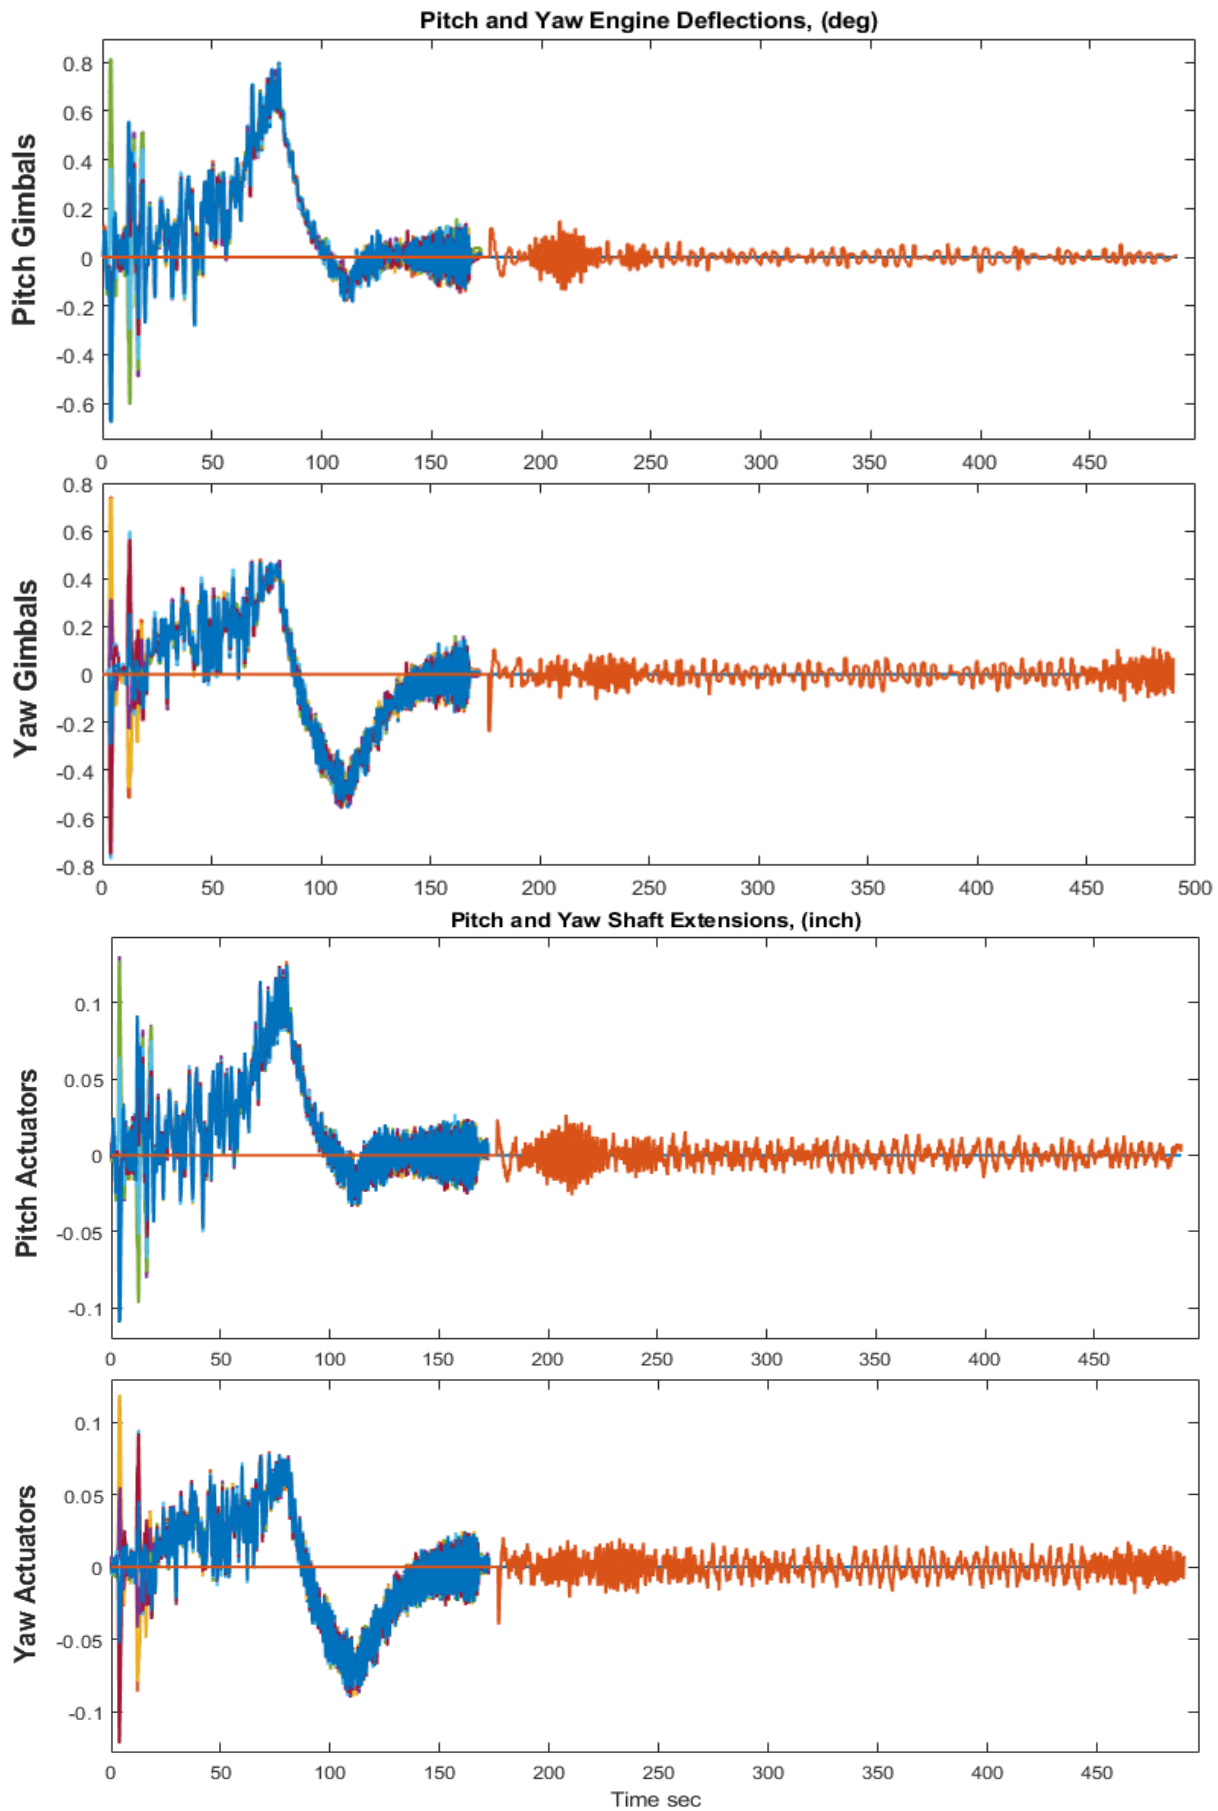 Pitch and Yaw Engine Deflections, (deg)
Pitch Gimbals
0.8
0.6
0.4
0.2
0
-0.2
-0.4
-0.6
0 50 100 150 200 250 300 350 400 450
Yaw Gimbals
0.8
0.6
0.4
0.2
0
-0.2
-0.4
-0.6
-0.8
0 50 100 150 200 250 300 350 400 450 500
Pitch and Yaw Shaft Extensions, (inch)
Pitch Actuators
0.1
0.05
0
-0.05
-0.1
0 50 100 150 200 250 300 350 400 450
Yaw Actuators
0.1
0.05
0
-0.05
-0.1
0 50 100 150 200 250 300 350 400 450
Time sec